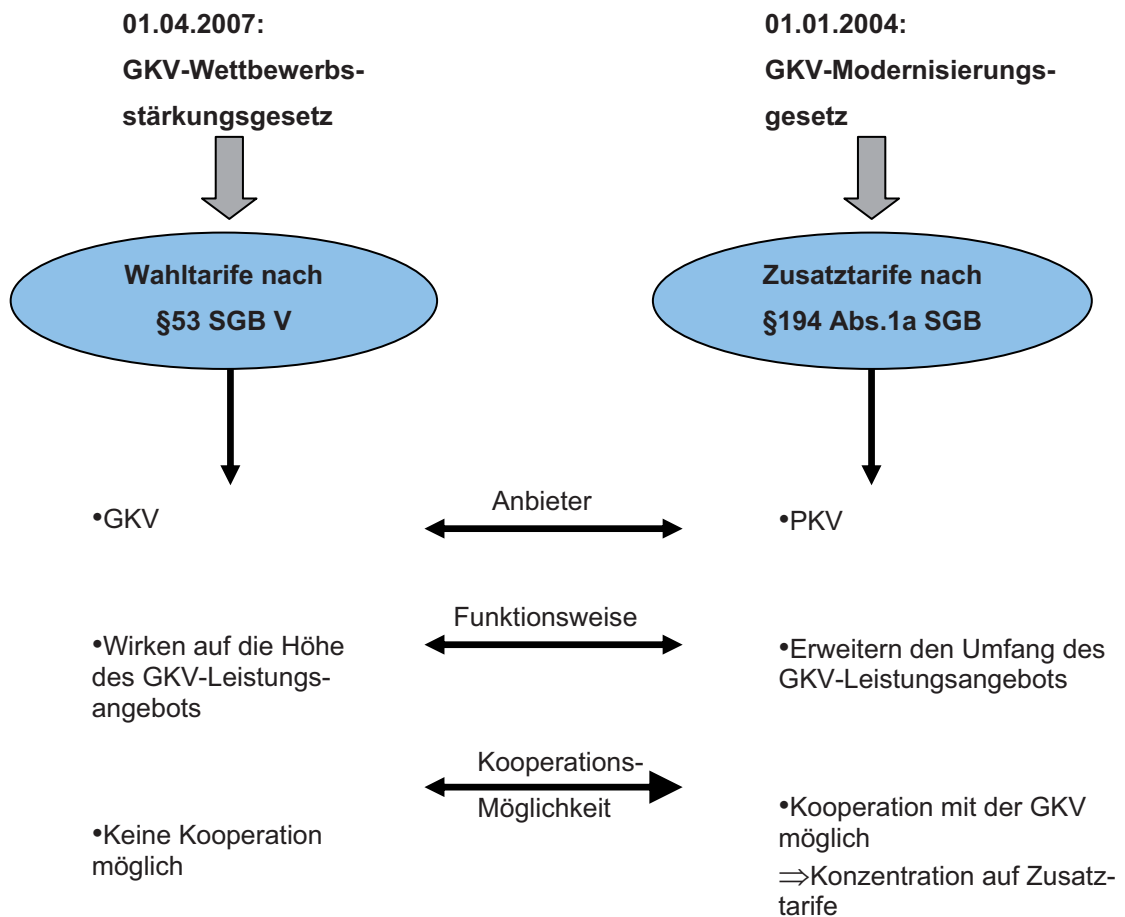 01.04.2007:
GKV-Wettbewerbs-
stärkungsgesetz
01.01.2004:
GKV-Modernisierungs-
gesetz
Wahltarife nach
§53 SGB V
Zusatztarife nach
§194 Abs.1a SGB
•GKV
Anbieter
•PKV
•Wirken auf die Höhe
des GKV-Leistungs-
angebots
Funktionsweise
•Erweitern den Umfang des
GKV-Leistungsangebots
•Keine Kooperation
möglich
Kooperations-
Möglichkeit
•Kooperation mit der GKV
möglich
⇒Konzentration auf Zusatz-
tarife